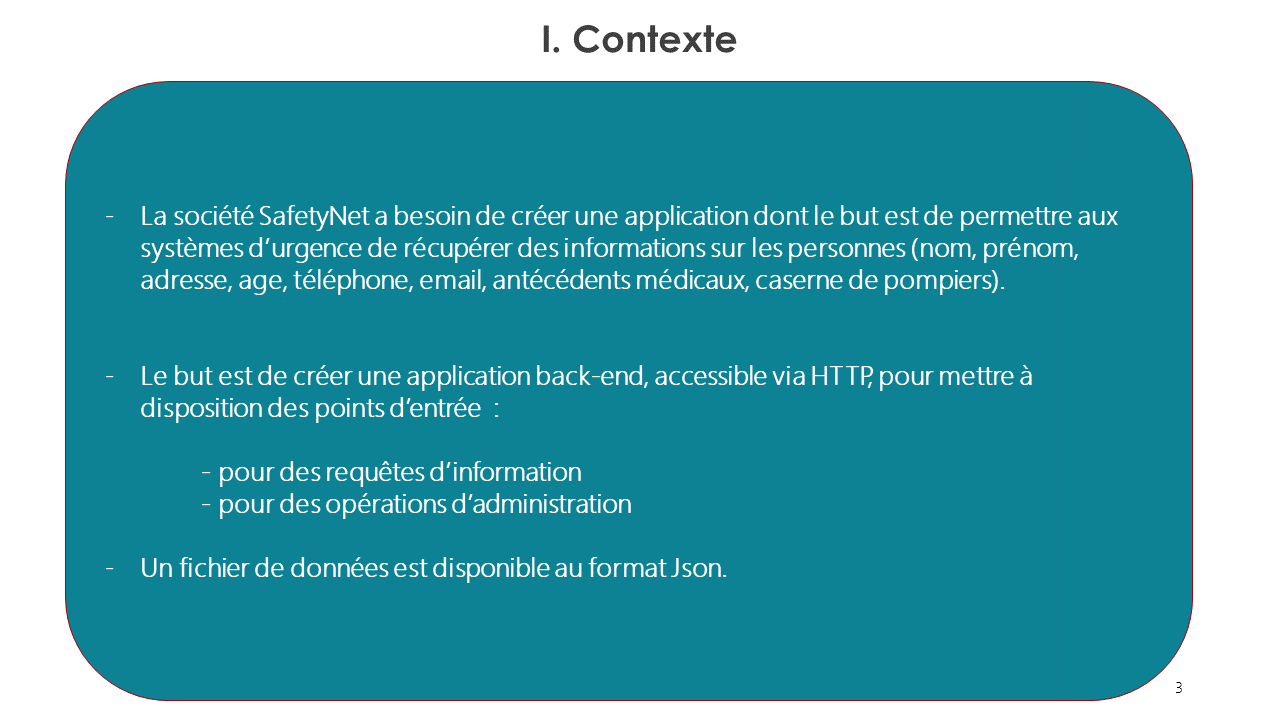 I. Contexte
- La société SafetyNet a besoin de créer une application dont le but est de permettre aux
systèmes d'urgence de récupérer des informations sur les personnes (nom, prénom,
adresse, age, téléphone, email, antécédents médicaux, caserne de pompiers).
- Le but est de créer une application back-end, accessible via HTTP, pour mettre à
disposition des points d'entrée :
- pour des requêtes d'information
- pour des opérations d'administration
- Un fichier de données est disponible au format Json.
3